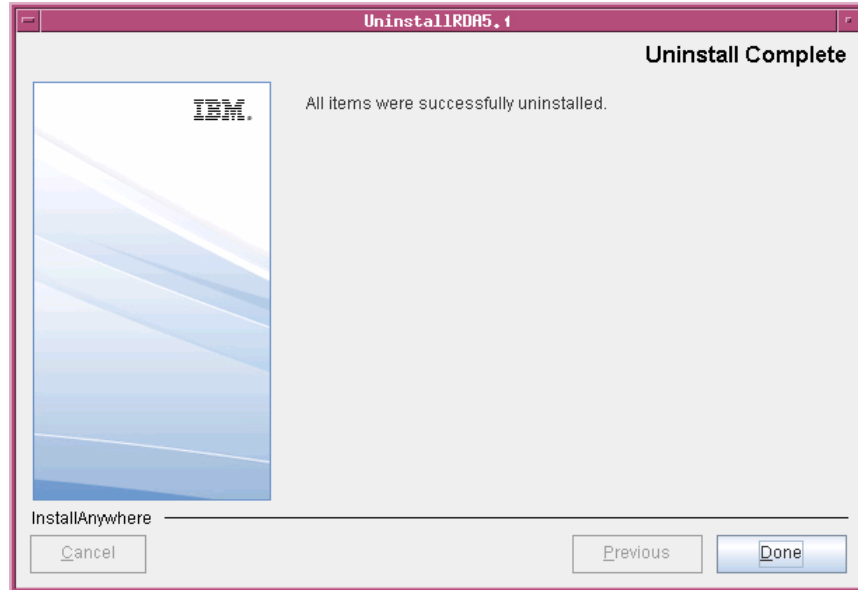 UninstallRDA5.1
Uninstall Complete
IBM.
All items were successfully uninstalled.
InstallAnywhere
Cancel
Previous
Done